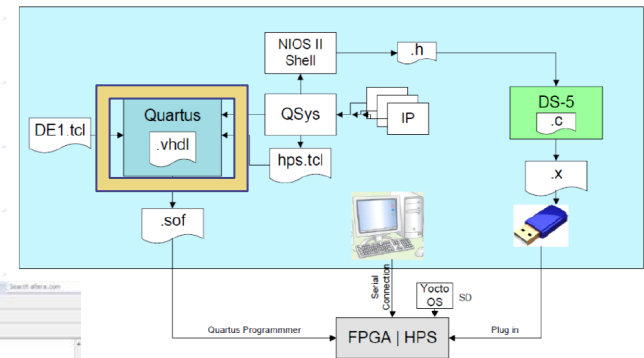 NIOS II
Shell
.h
Quartus
QSys
IP
DS-5
.c
DE1.tcl
.vhdl
hps.tcl
.x
.sof
Search altera.com
Serial
Connection
Yocto
OS
SD
Quartus Programmmer
FPGA | HPS
Plug in